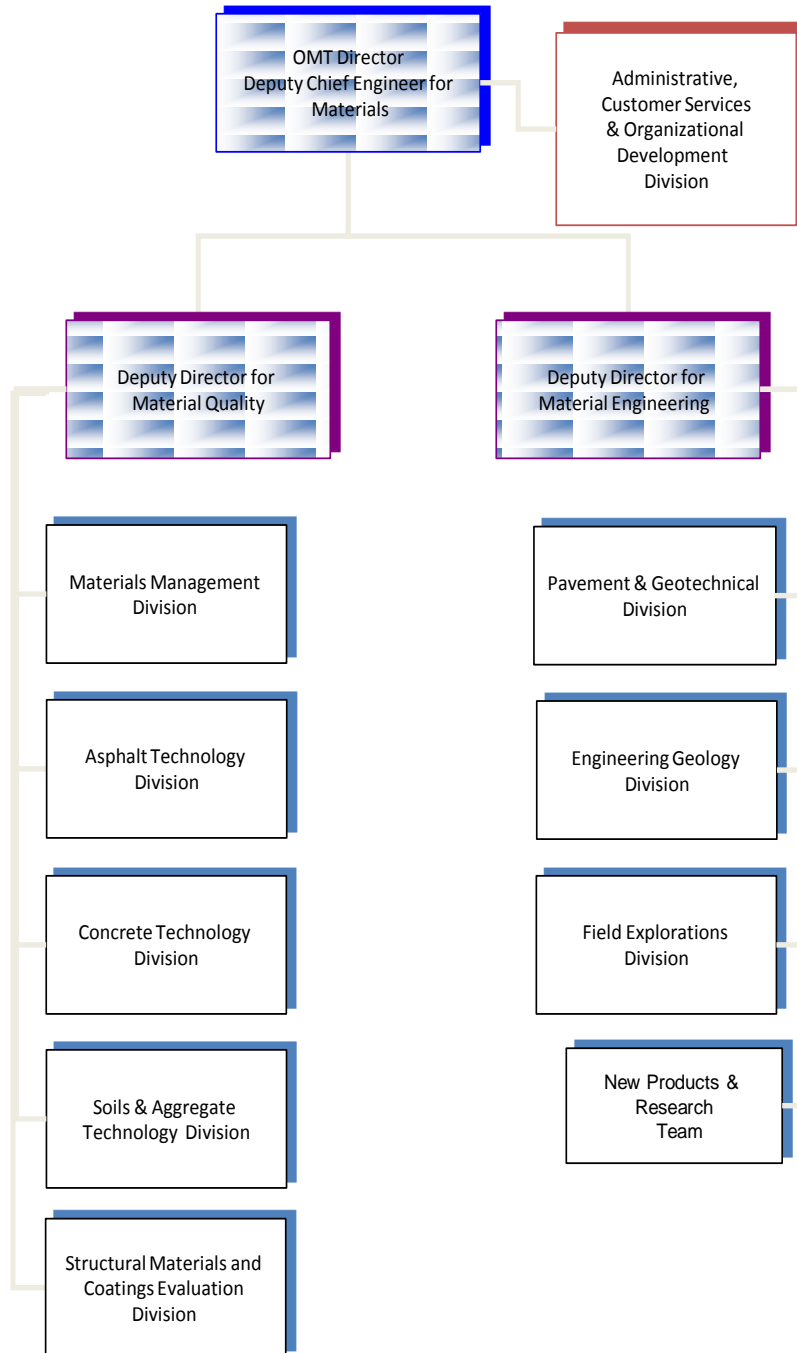 OMT Director
Deputy Chief Engineer for
Materials
Administrative,
Customer Services
& Organizational
Development
Division
Deputy Director for
Material Quality
Deputy Director for
Material Engineering
Materials Management
Division
Pavement & Geotechnical
Division
Asphalt Technology
Division
Engineering Geology
Division
Concrete Technology
Division
Field Explorations
Division
Soils & Aggregate
Technology Division
New Products &
Research
Team
Structural Materials and
Coatings Evaluation
Division